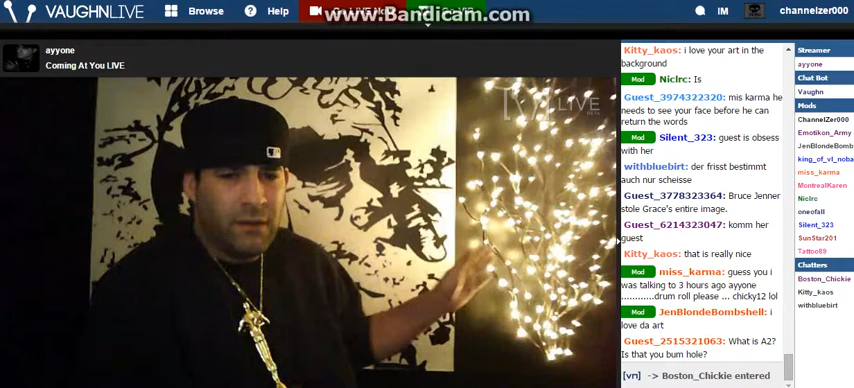 VAUGHNLIVE Browse Help www.Bandicam.com IM channelzer000
ayyone
Coming At You LIVE
LIVE
Kitty_kaos: i love your art in the
background
Mod Niclrc: Is
Guest_3974322320: mis karma he
needs to see your face before he can
return the words
Mod Silent_323: guest is obsess
with her
withbluebirt: der frisst bestimmt
auch nur scheisse
Guest_3778323364: Bruce Jenner
stole Grace's entire image.
Guest_6214323047: komm her
guest
Kitty_kaos: that is really nice
Mod miss_karma: guess you i
was talking to 3 hours ago ayyone
............drum roll please ... chicky12 lol
Mod JenBlondeBombshell: i
love da art
Guest_2515321063: What is A2?
Is that you bum hole?
-> Boston_Chickie entered
Streamer
ayyone
Chat Bot
Vaughn
Mods
ChannelZer000
Emotikon_Army
JenBlondeBomb
king_of_vl_noba
miss_karma
MontrealKaren
Niclrc
onecfall
Silent_323
SunStar201
Tattoo89
Chatters
Boston_Chickie
Kitty_kaos
withbluebirt